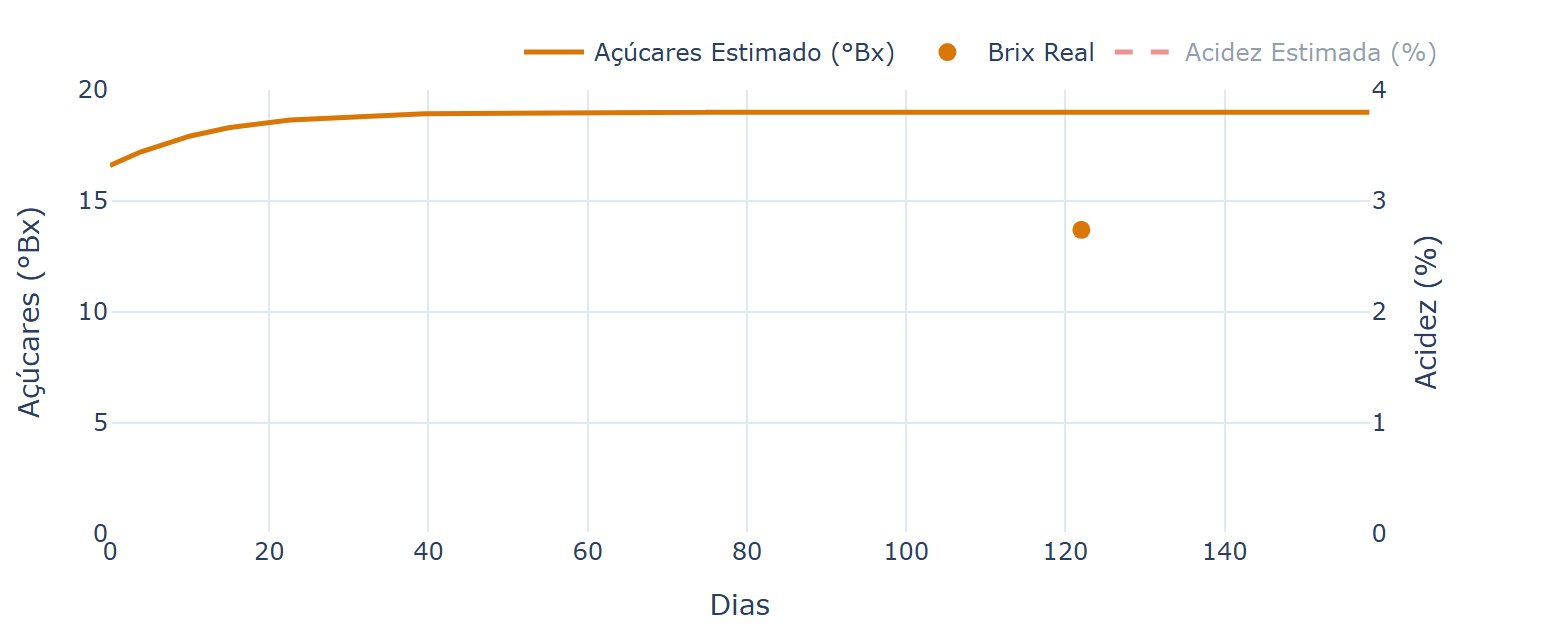 Açúcares Estimado (°Bx) Brix Real Acidez Estimada (%)
20 4
15 3
10 2
5 1
0 0
Açúcares (°Bx)
Acidez (%)
0 20 40 60 80 100 120 140
Dias